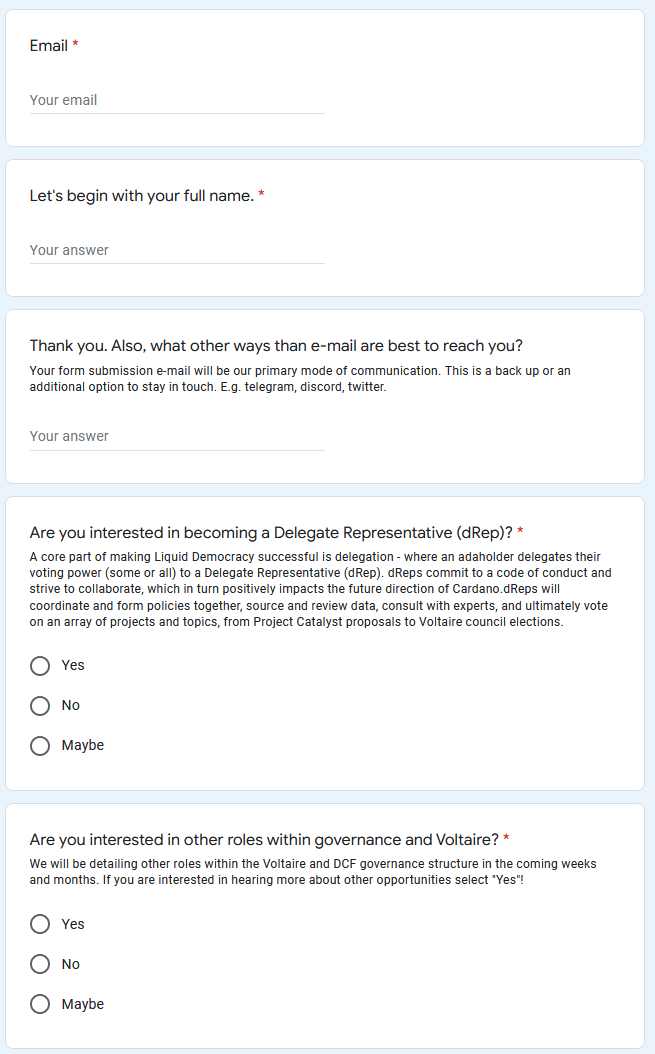 Email *
Your email
Let's begin with your full name. *
Your answer
Thank you. Also, what other ways than e-mail are best to reach you?
Your form submission e-mail will be our primary mode of communication. This is a back up or an
additional option to stay in touch. E.g. telegram, discord, twitter.
Your answer
Are you interested in becoming a Delegate Representative (dRep)? *
A core part of making Liquid Democracy successful is delegation - where an adaholder delegates their
voting power (some or all) to a Delegate Representative (dRep). dReps commit to a code of conduct and
strive to collaborate, which in turn positively impacts the future direction of Cardano.dReps will
coordinate and form policies together, source and review data, consult with experts, and ultimately vote
on an array of projects and topics, from Project Catalyst proposals to Voltaire council elections.
Yes
No
Maybe
Are you interested in other roles within governance and Voltaire? *
We will be detailing other roles within the Voltaire and DCF governance structure in the coming weeks
and months. If you are interested in hearing more about other opportunities select "Yes"!
Yes
No
Maybe